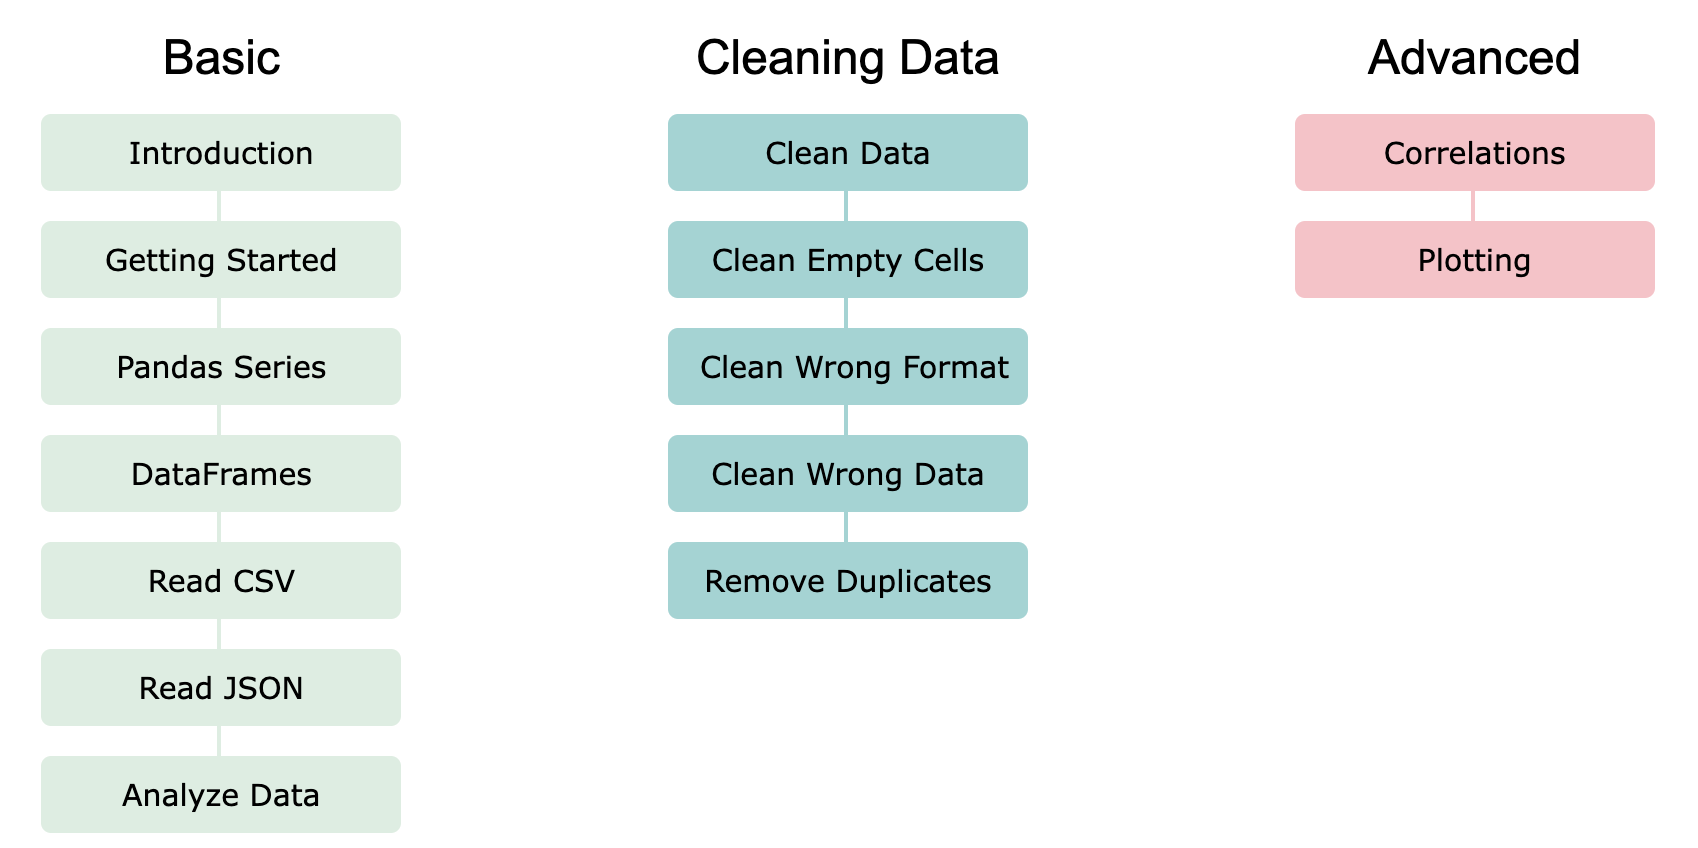 Basic
Introduction
Getting Started
Pandas Series
DataFrames
Read CSV
Read JSON
Analyze Data
Cleaning Data
Clean Data
Clean Empty Cells
Clean Wrong Format
Clean Wrong Data
Remove Duplicates
Advanced
Correlations
Plotting